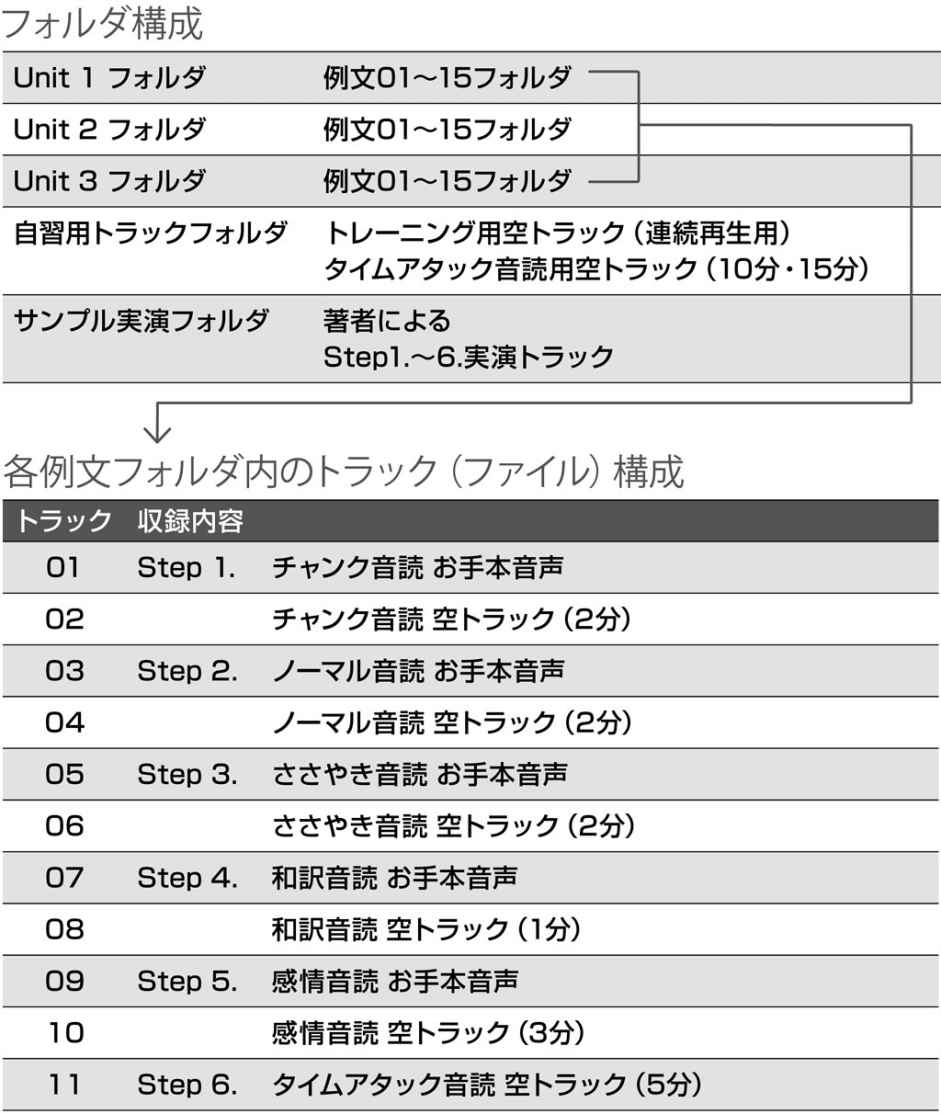 フォルダ構成
Unit 1 フォルダ 例文01〜15フォルダ
Unit 2 フォルダ 例文01〜15フォルダ
Unit 3 フォルダ 例文01〜15フォルダ
自習用トラックフォルダ トレーニング用空トラック（連続再生用）
タイムアタック音読用空トラック（10分・15分）
サンプル実演フォルダ 著者による
Step1.〜6.実演トラック
各例文フォルダ内のトラック（ファイル）構成
トラック 収録内容
01 Step 1. チャンク音読 お手本音声
02 チャンク音読 空トラック（2分）
03 Step 2. ノーマル音読 お手本音声
04 ノーマル音読 空トラック（2分）
05 Step 3. ささやき音読 お手本音声
06 ささやき音読 空トラック（2分）
07 Step 4. 和訳音読 お手本音声
08 和訳音読 空トラック（1分）
09 Step 5. 感情音読 お手本音声
10 感情音読 空トラック（3分）
11 Step 6. タイムアタック音読 空トラック（5分）